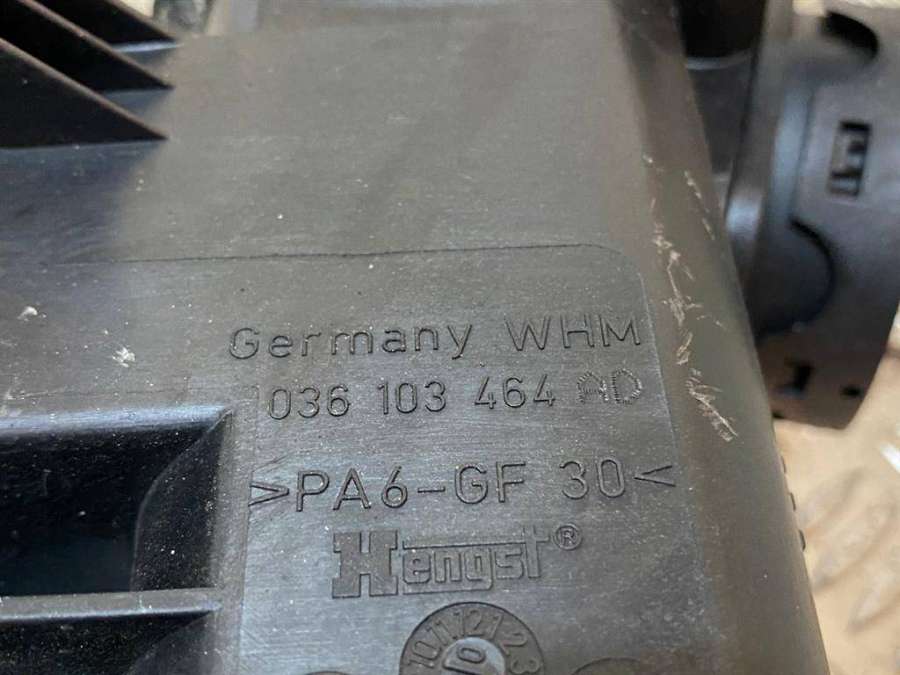 Germany WHM
036 103 464 AD
>PA6-GF 30<
Hengst®